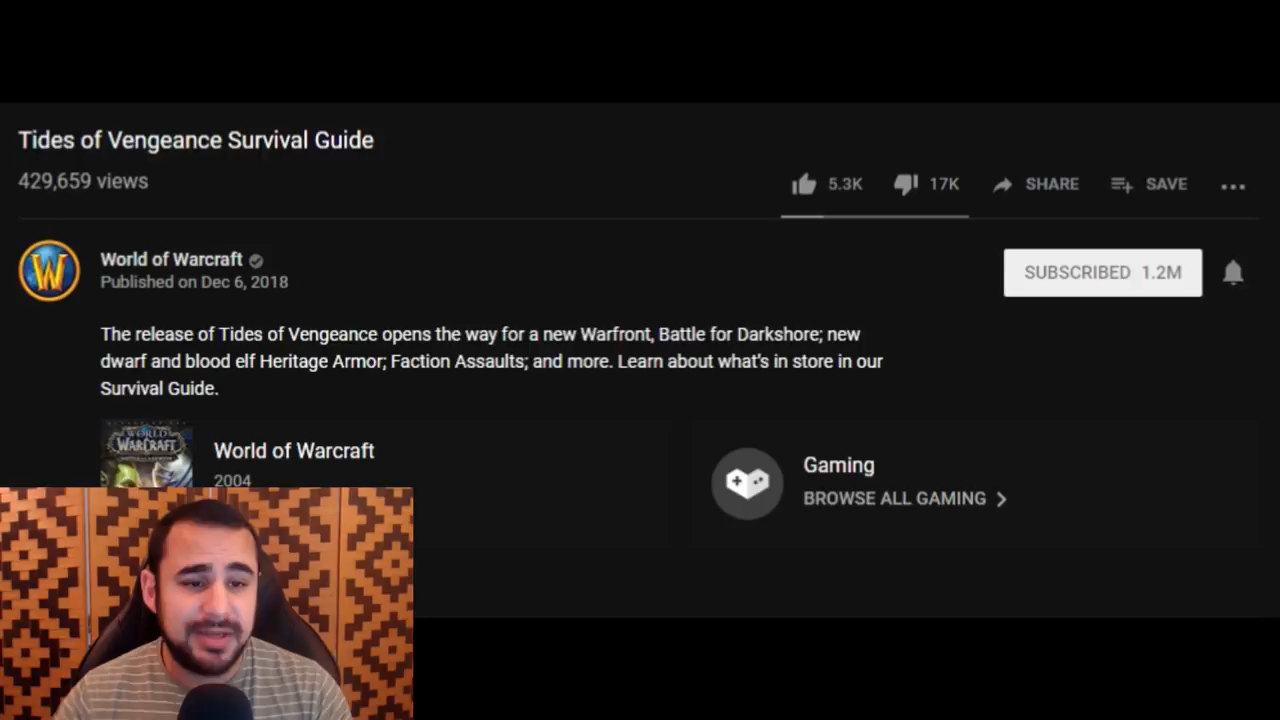 Tides of Vengeance Survival Guide
429,659 views
5.3K 17K SHARE SAVE
World of Warcraft
Published on Dec 6, 2018
SUBSCRIBED 1.2M
The release of Tides of Vengeance opens the way for a new Warfront, Battle for Darkshore; new
dwarf and blood elf Heritage Armor; Faction Assaults; and more. Learn about what's in store in our
Survival Guide.
WORLD
WARCRAFT
World of Warcraft
2004
Gaming
BROWSE ALL GAMING